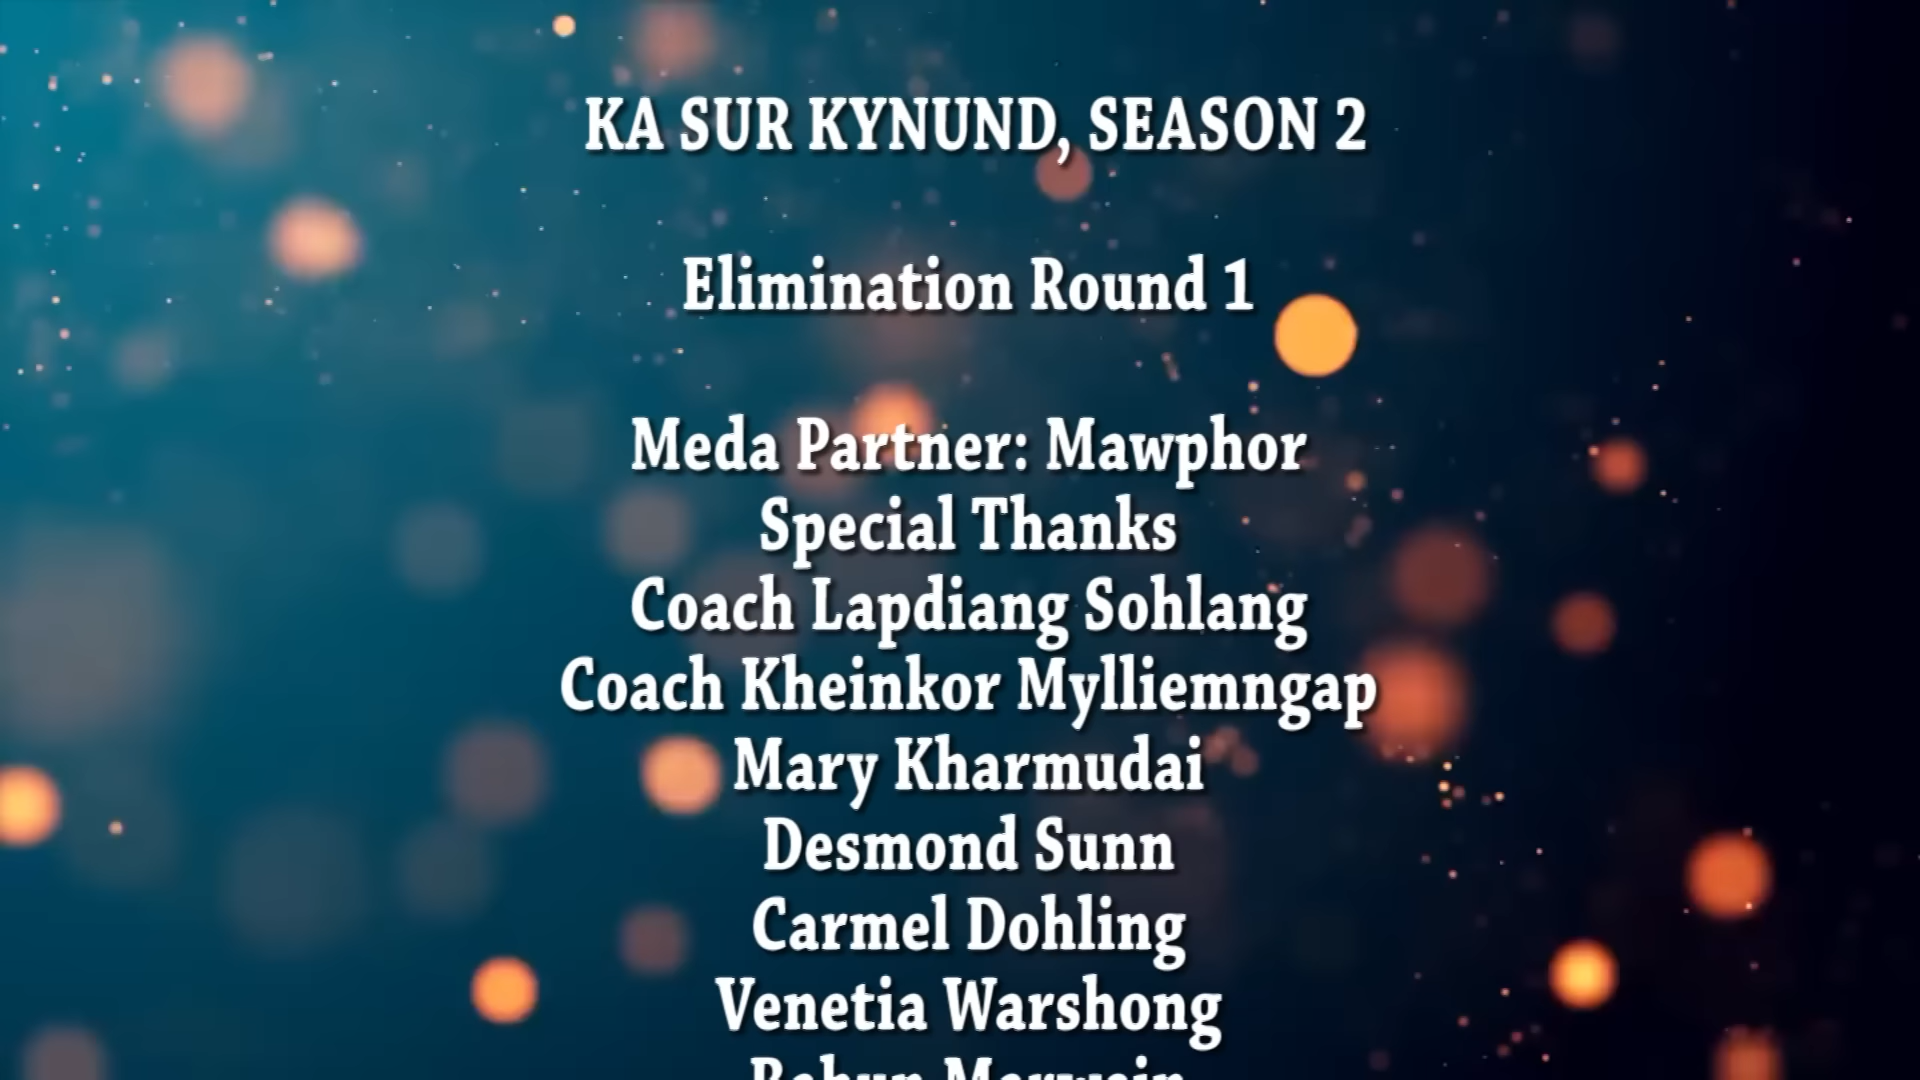 KA SUR KYNUND, SEASON 2
Elimination Round 1
Meda Partner: Mawphor
Special Thanks
Coach Lapdiang Sohlang
Coach Kheinkor Mylliemngap
Mary Kharmudai
Desmond Sunn
Carmel Dohling
Venetia Warshong